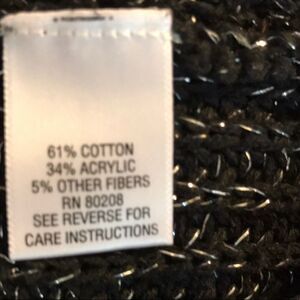 61% COTTON
34% ACRYLIC
5% OTHER FIBERS
RN 80208
SEE REVERSE FOR
CARE INSTRUCTIONS